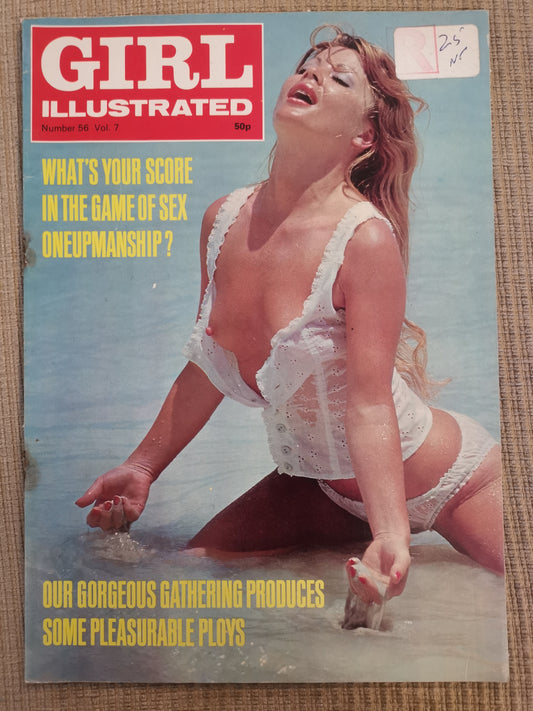 GIRL
ILLUSTRATED
Number 56 Vol. 7 50p
WHAT'S YOUR SCORE
IN THE GAME OF SEX
ONEUPMANSHIP?
OUR GORGEOUS GATHERING PRODUCES
SOME PLEASURABLE PLOYS
R
25